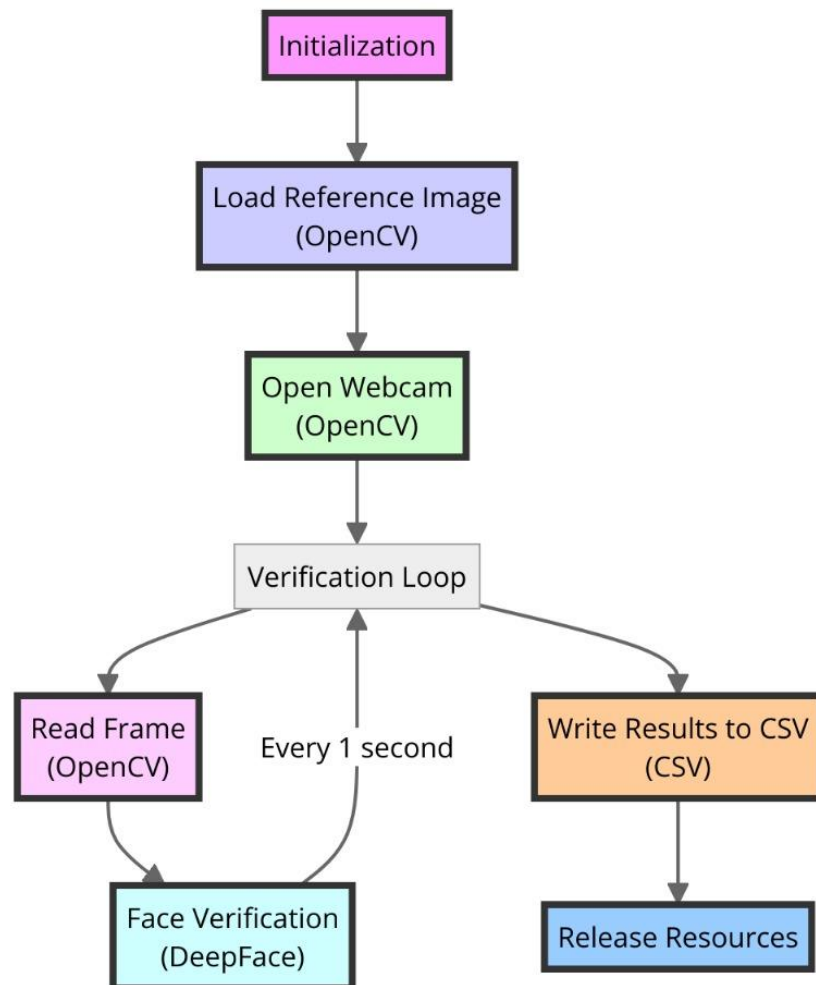 Initialization
Load Reference Image
(OpenCV)
Open Webcam
(OpenCV)
Verification Loop
Read Frame
(OpenCV)
Every 1 second
Write Results to CSV
(CSV)
Face Verification
(DeepFace)
Release Resources